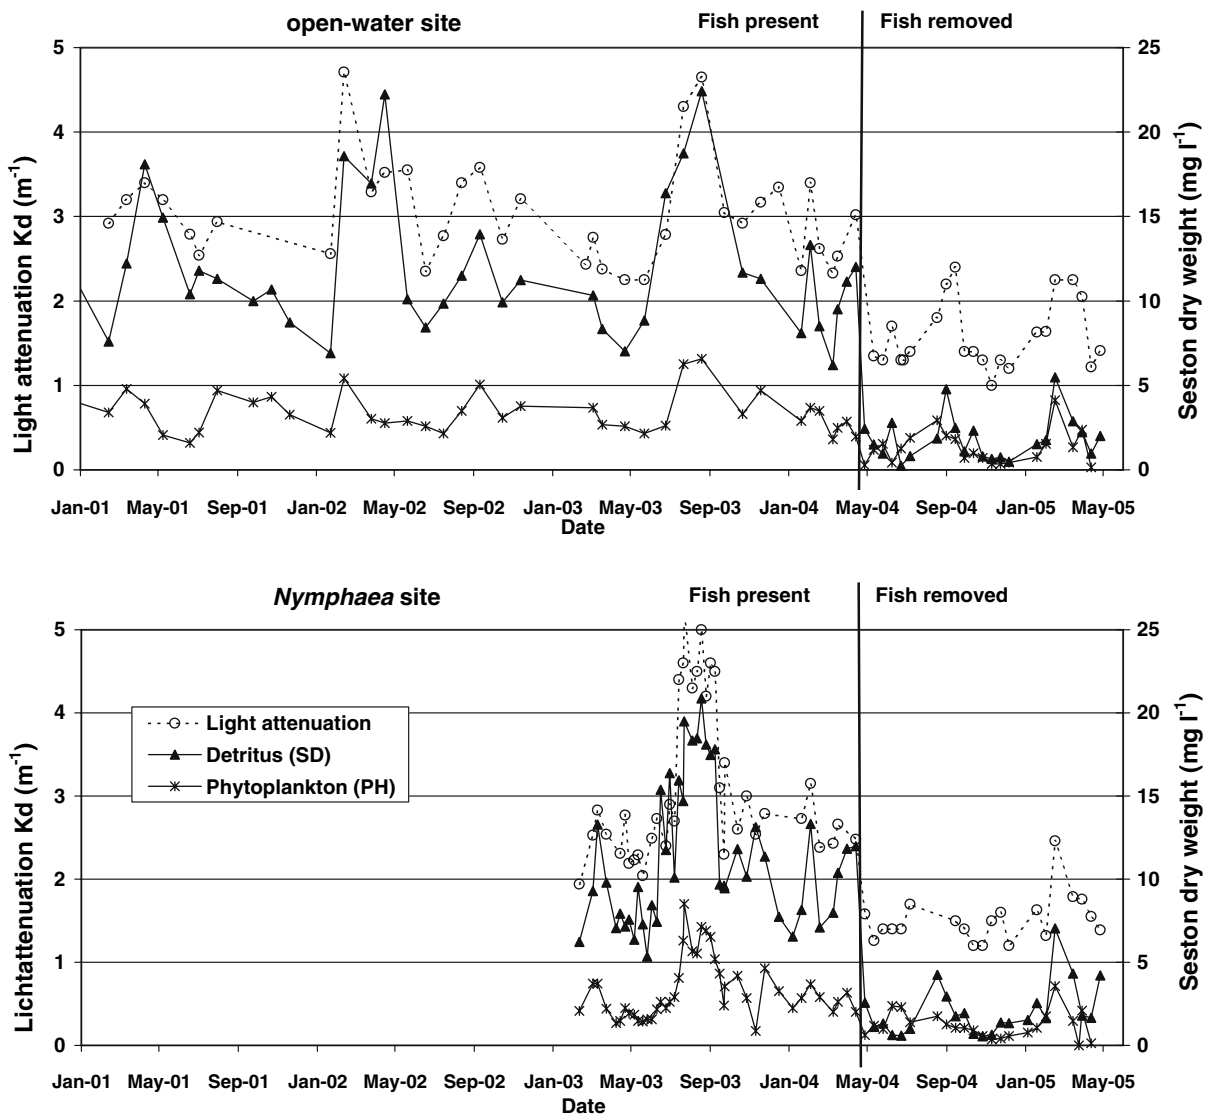 open-water site
Fish present
Fish removed
Light attenuation Kd (m-1)
5
4
3
2
1
0
25
20
15
10
5
0
Seston dry weight (mg l-1)
Jan-01 May-01 Sep-01 Jan-02 May-02 Sep-02 Jan-03 May-03 Sep-03 Jan-04 May-04 Sep-04 Jan-05 May-05
Date
Nymphaea site
Fish present
Fish removed
Lichtattenuation Kd (m-1)
5
4
3
2
1
0
Light attenuation
Detritus (SD)
Phytoplankton (PH)
25
20
15
10
5
0
Seston dry weight (mg l-1)
Jan-01 May-01 Sep-01 Jan-02 May-02 Sep-02 Jan-03 May-03 Sep-03 Jan-04 May-04 Sep-04 Jan-05 May-05
Date